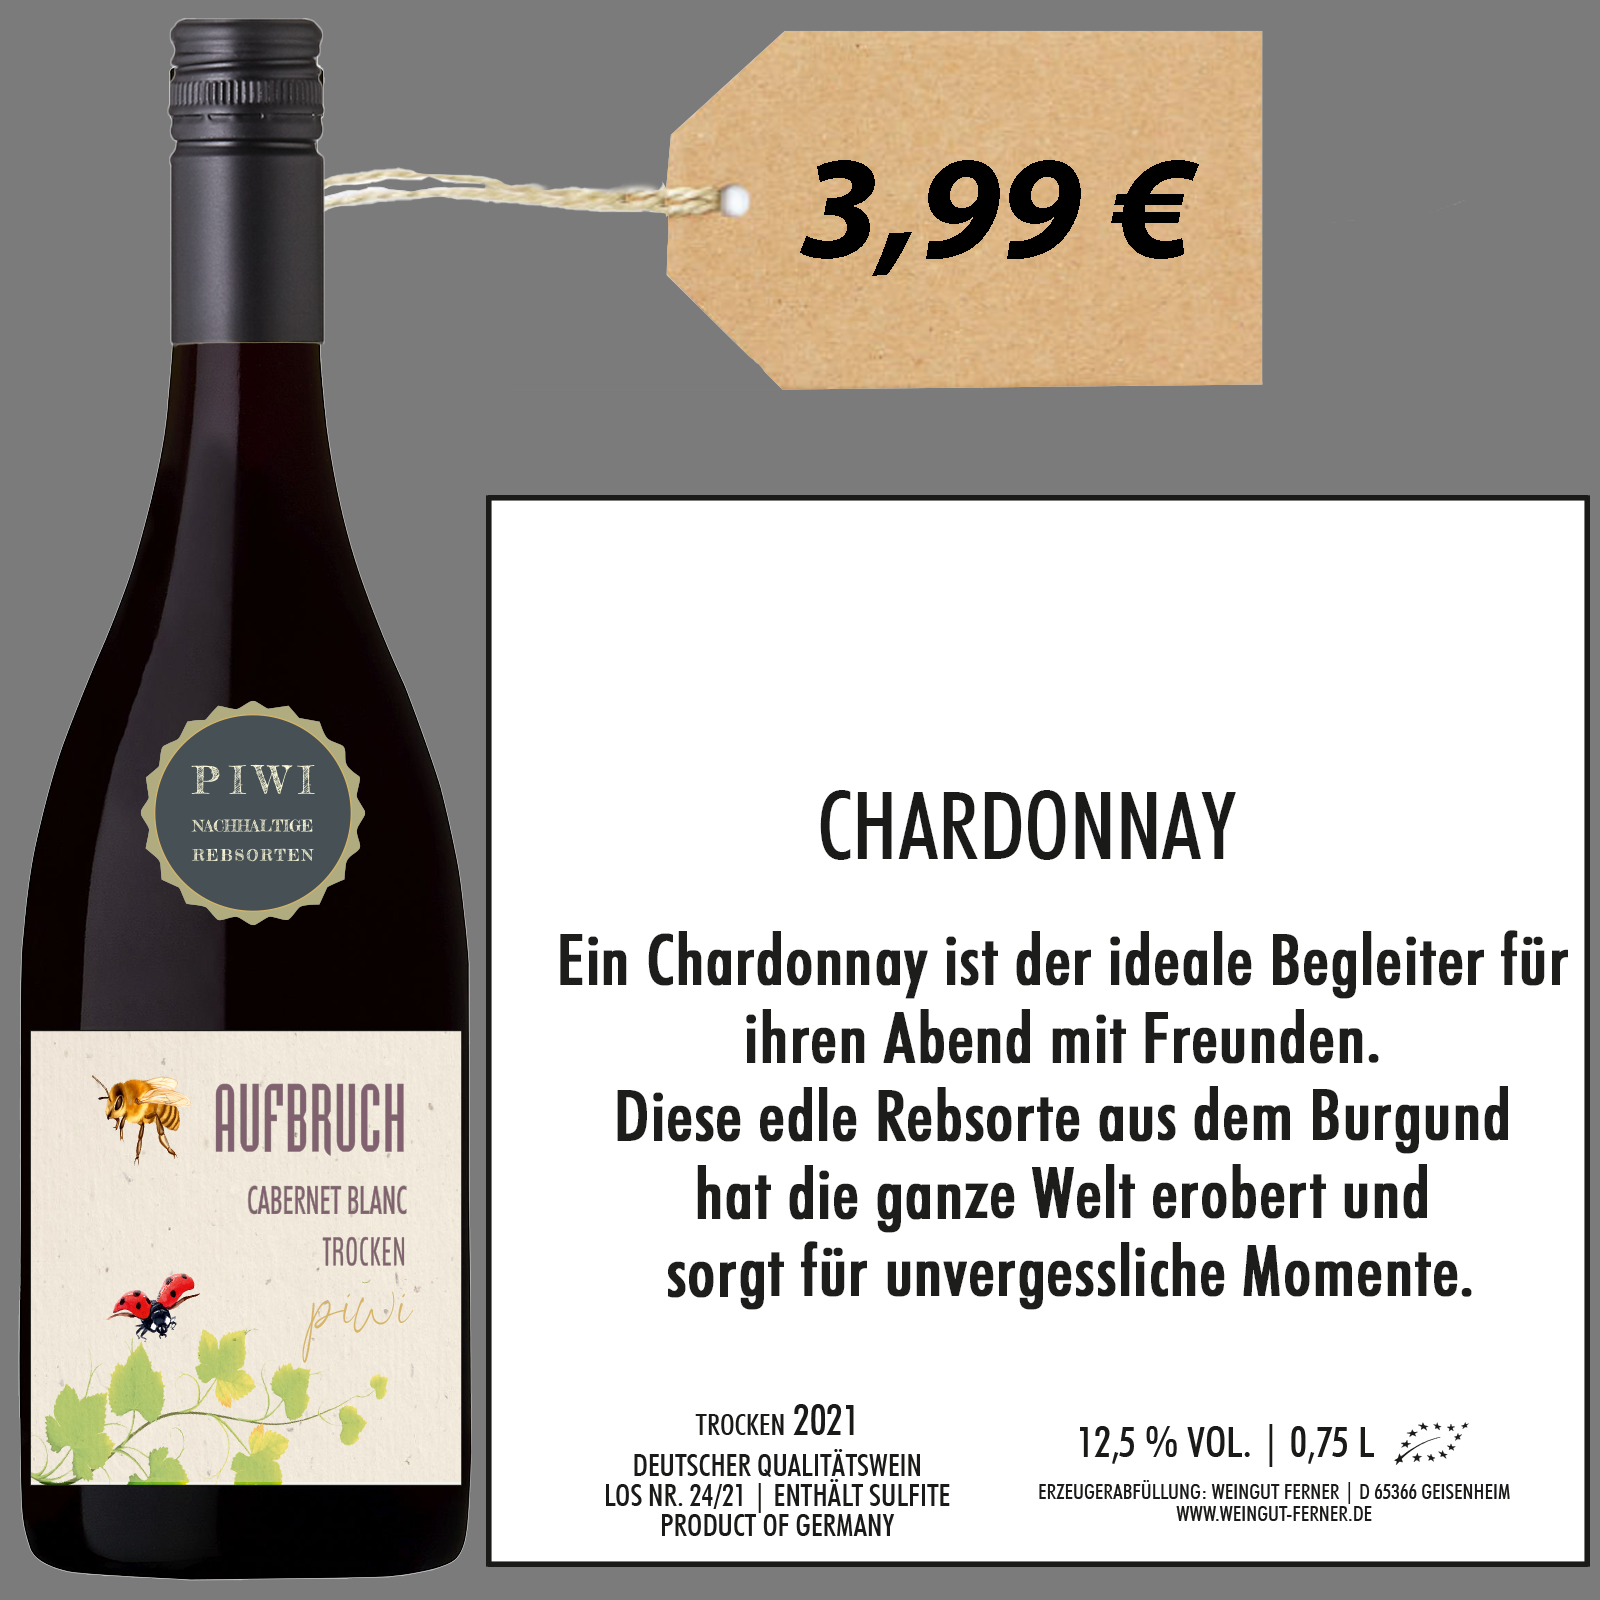 3,99 €
PIWI
NACHHALTIGE
REBSORTEN
AUFBRUCH
CABERNET BLANC
TROCKEN
piwi
CHARDONNAY
Ein Chardonnay ist der ideale Begleiter für
ihren Abend mit Freunden.
Diese edle Rebsorte aus dem Burgund
hat die ganze Welt erobert und
sorgt für unvergessliche Momente.
TROCKEN 2021
DEUTSCHER QUALITÄTSWEIN
LOS NR. 24/21 | ENTHÄLT SULFITE
PRODUCT OF GERMANY
12,5 % VOL. | 0,75 L
ERZEUGERABFÜLLUNG: WEINGUT FERNER | D 65366 GEISENHEIM
WWW.WEINGUT-FERNER.DE